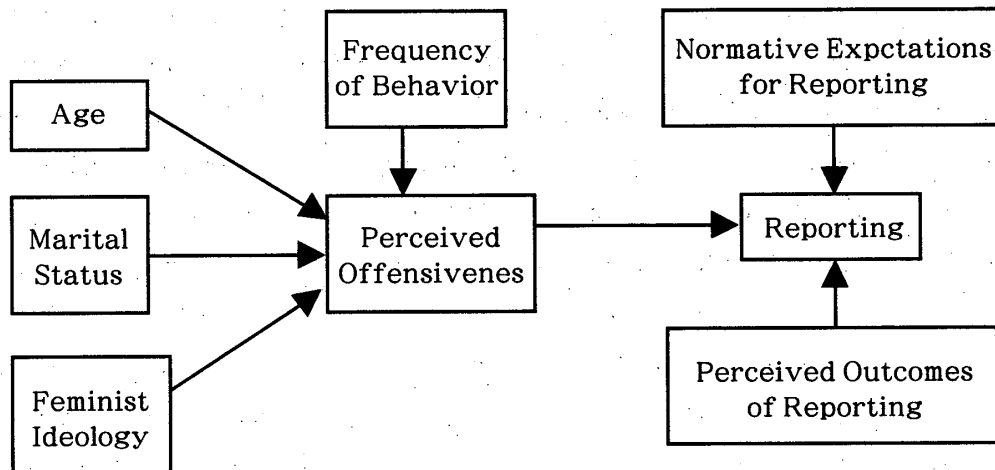 Frequency
of Behavior
Normative Expctations
for Reporting
Age
Marital
Status
Perceived
Offensivenes
Reporting
Feminist
Ideology
Perceived Outcomes
of Reporting